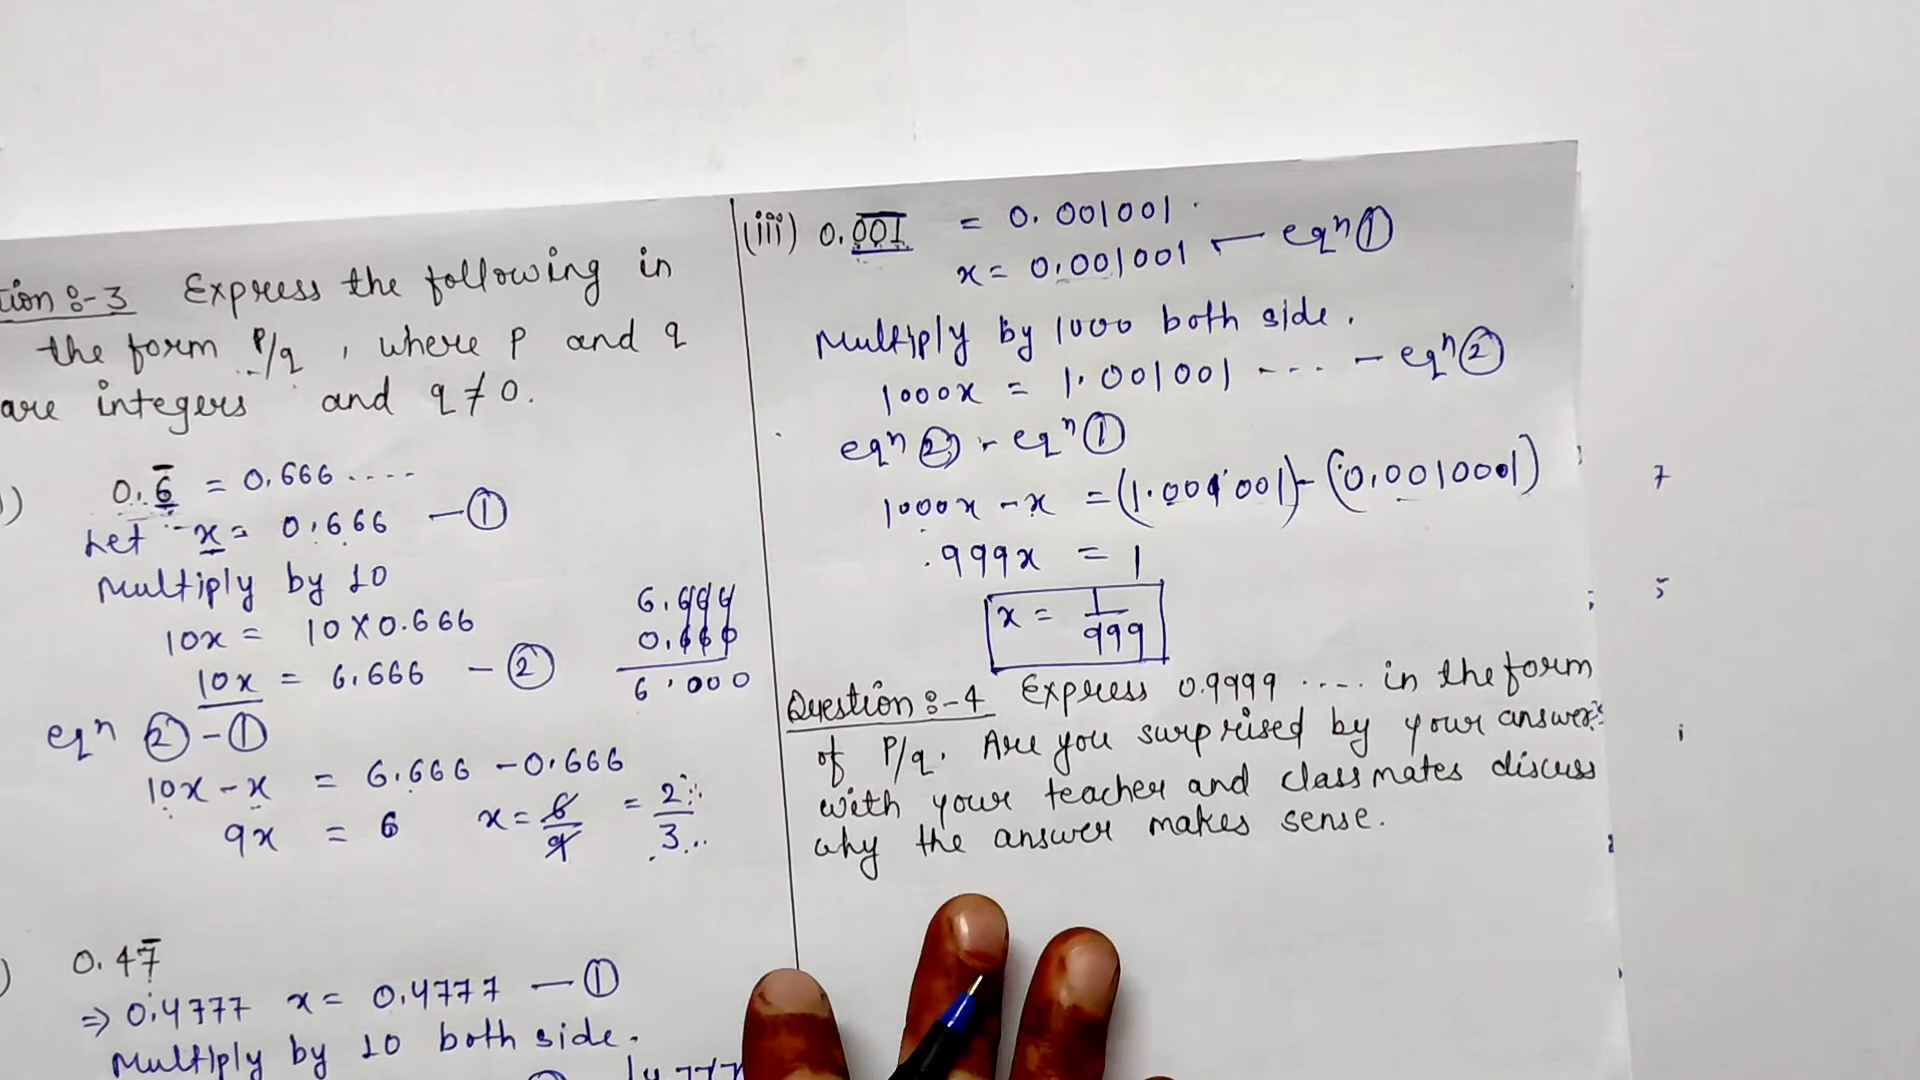 tion :-3 Express the following in
the form P/q , where p and q
are integers and q ≠ 0.
) 0.6̅ = 0.666....
Let x = 0.666 — ①
Multiply by 10
10x = 10 X 0.666
10x = 6.666 — ②
6.666
0.666
6.000
eqⁿ ② - ①
10x - x = 6.666 - 0.666
9x = 6 x = 6/9 = 2/3
) 0.47̅
⇒ 0.4777 x = 0.4777 — ①
Multiply by 10 both side.
(iii) 0.0̅0̅1̅ = 0.001001
x = 0.001001 — eqⁿ ①
Multiply by 1000 both side.
1000x = 1.001001 .... — eqⁿ ②
eqⁿ ② - eqⁿ ①
1000x - x = (1.001001) - (0.0010001)
999x = 1
x = 1/999
Question :-4 Express 0.9999 .... in the form
of P/q. Are you surprised by your answer?
with your teacher and classmates discuss
why the answer makes sense.